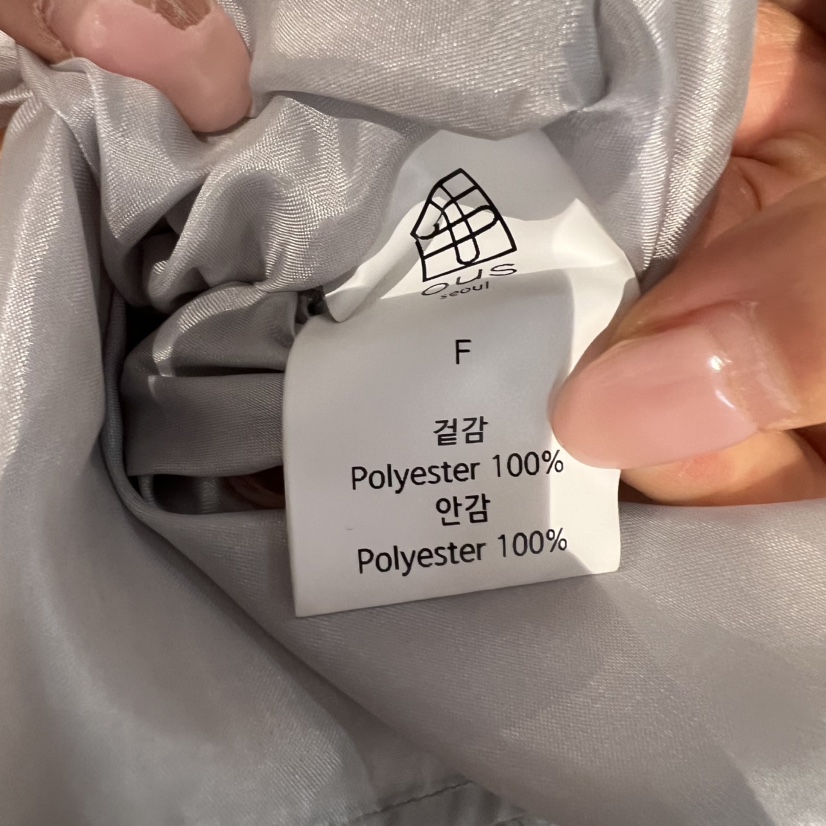 OUS
seoul
F
겉감
Polyester 100%
안감
Polyester 100%